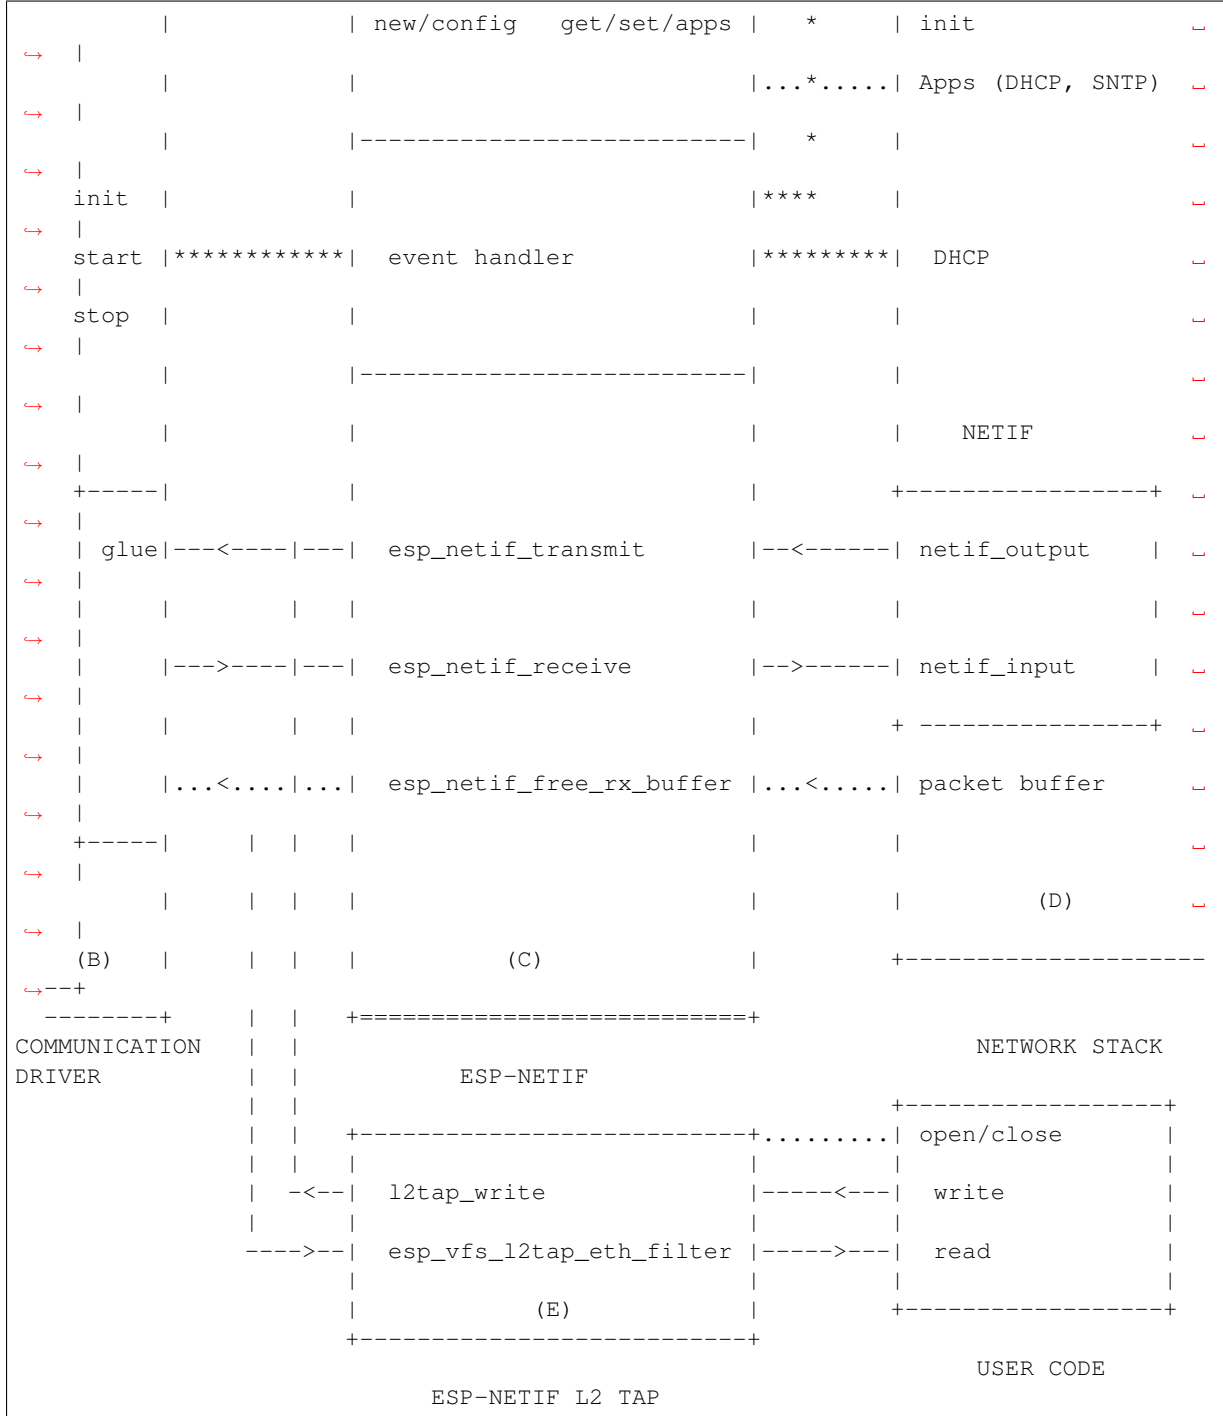 |            | new/config   get/set/apps |   *     | init                 ␣
↪  |
         |            |                           |...*.....| Apps (DHCP, SNTP)  ␣
↪  |
         |            |---------------------------|   *     |                    ␣
↪  |
   init  |            |                           |****     |                    ␣
↪  |
   start |************|  event handler            |*********|  DHCP              ␣
↪  |
   stop  |            |                           |         |                    ␣
↪  |
         |            |---------------------------|         |                    ␣
↪  |
         |            |                           |         |    NETIF           ␣
↪  |
   +-----|            |                           |         +-----------------+  ␣
↪  |
   | glue|---<----|---|  esp_netif_transmit       |--<------| netif_output    |  ␣
↪  |
   |     |        |   |                           |         |                 |  ␣
↪  |
   |     |--->----|---|  esp_netif_receive        |-->------| netif_input     |  ␣
↪  |
   |     |        |   |                           |         + ----------------+  ␣
↪  |
   |     |...<....|...|  esp_netif_free_rx_buffer |...<.....| packet buffer      ␣
↪  |
   +-----|     |  |   |                           |         |                    ␣
↪  |
         |     |  |   |                           |         |         (D)        ␣
↪  |
   (B)   |     |  |   |          (C)              |         +---------------------
↪--+
 --------+     |  |   +===========================+
COMMUNICATION  |  |                                               NETWORK STACK
DRIVER         |  |           ESP-NETIF
               |  |                                         +------------------+
               |  |   +---------------------------+.........| open/close       |
               |  |   |                           |         |                  |
               |  -<--|  l2tap_write              |-----<---|  write           |
               |      |                           |         |                  |
               ---->--|  esp_vfs_l2tap_eth_filter |----->---|  read            |
                      |                           |         |                  |
                      |            (E)            |         +------------------+
                      +---------------------------+
                                                                  USER CODE
                            ESP-NETIF L2 TAP